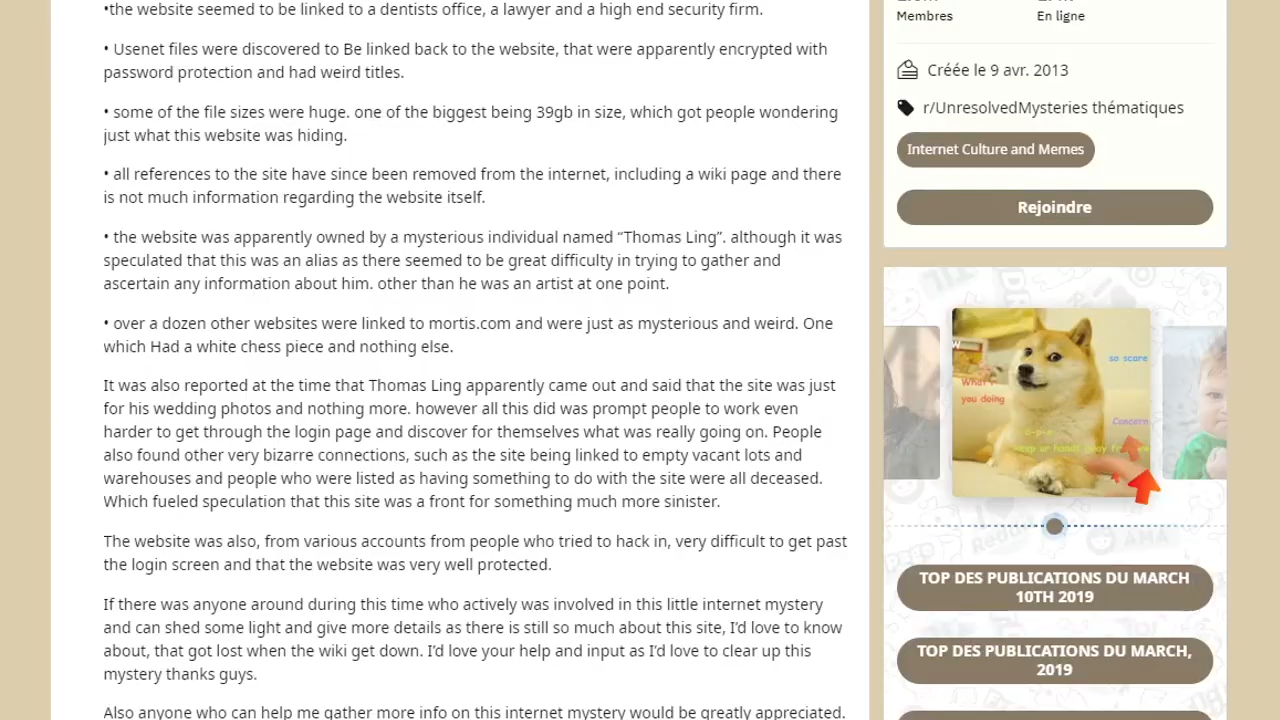 •the website seemed to be linked to a dentists office, a lawyer and a high end security firm.
• Usenet files were discovered to Be linked back to the website, that were apparently encrypted with
password protection and had weird titles.
• some of the file sizes were huge. one of the biggest being 39gb in size, which got people wondering
just what this website was hiding.
• all references to the site have since been removed from the internet, including a wiki page and there
is not much information regarding the website itself.
• the website was apparently owned by a mysterious individual named “Thomas Ling”. although it was
speculated that this was an alias as there seemed to be great difficulty in trying to gather and
ascertain any information about him. other than he was an artist at one point.
• over a dozen other websites were linked to mortis.com and were just as mysterious and weird. One
which Had a white chess piece and nothing else.
It was also reported at the time that Thomas Ling apparently came out and said that the site was just
for his wedding photos and nothing more. however all this did was prompt people to work even
harder to get through the login page and discover for themselves what was really going on. People
also found other very bizarre connections, such as the site being linked to empty vacant lots and
warehouses and people who were listed as having something to do with the site were all deceased.
Which fueled speculation that this site was a front for something much more sinister.
The website was also, from various accounts from people who tried to hack in, very difficult to get past
the login screen and that the website was very well protected.
If there was anyone around during this time who actively was involved in this little internet mystery
and can shed some light and give more details as there is still so much about this site, I’d love to know
about, that got lost when the wiki get down. I’d love your help and input as I’d love to clear up this
mystery thanks guys.
Also anyone who can help me gather more info on this internet mystery would be greatly appreciated.
Membres
En ligne
Créée le 9 avr. 2013
r/UnresolvedMysteries thématiques
Internet Culture and Memes
Rejoindre
so scare
What r
you doing
Concern
TOP DES PUBLICATIONS DU MARCH
10TH 2019
TOP DES PUBLICATIONS DU MARCH,
2019